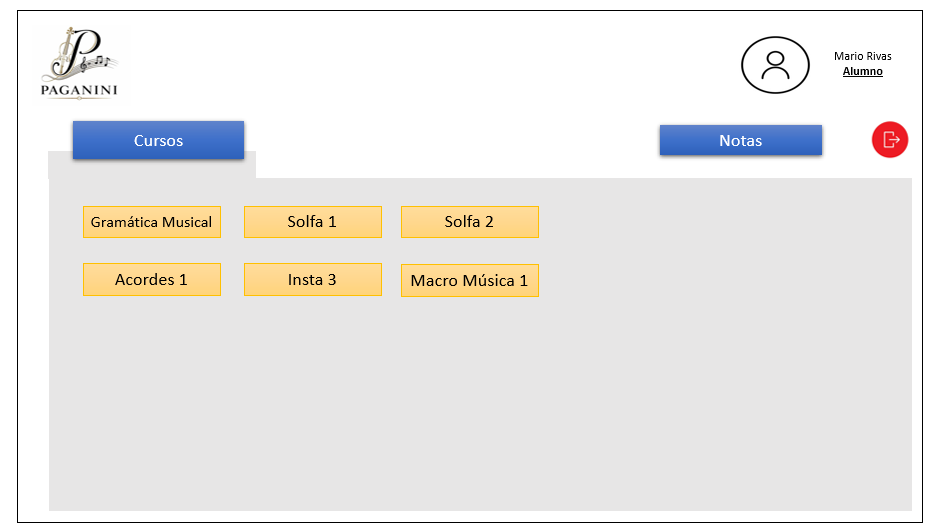 PAGANINI
Mario Rivas
Alumno
Cursos
Notas
Gramática Musical
Solfa 1
Solfa 2
Acordes 1
Insta 3
Macro Música 1